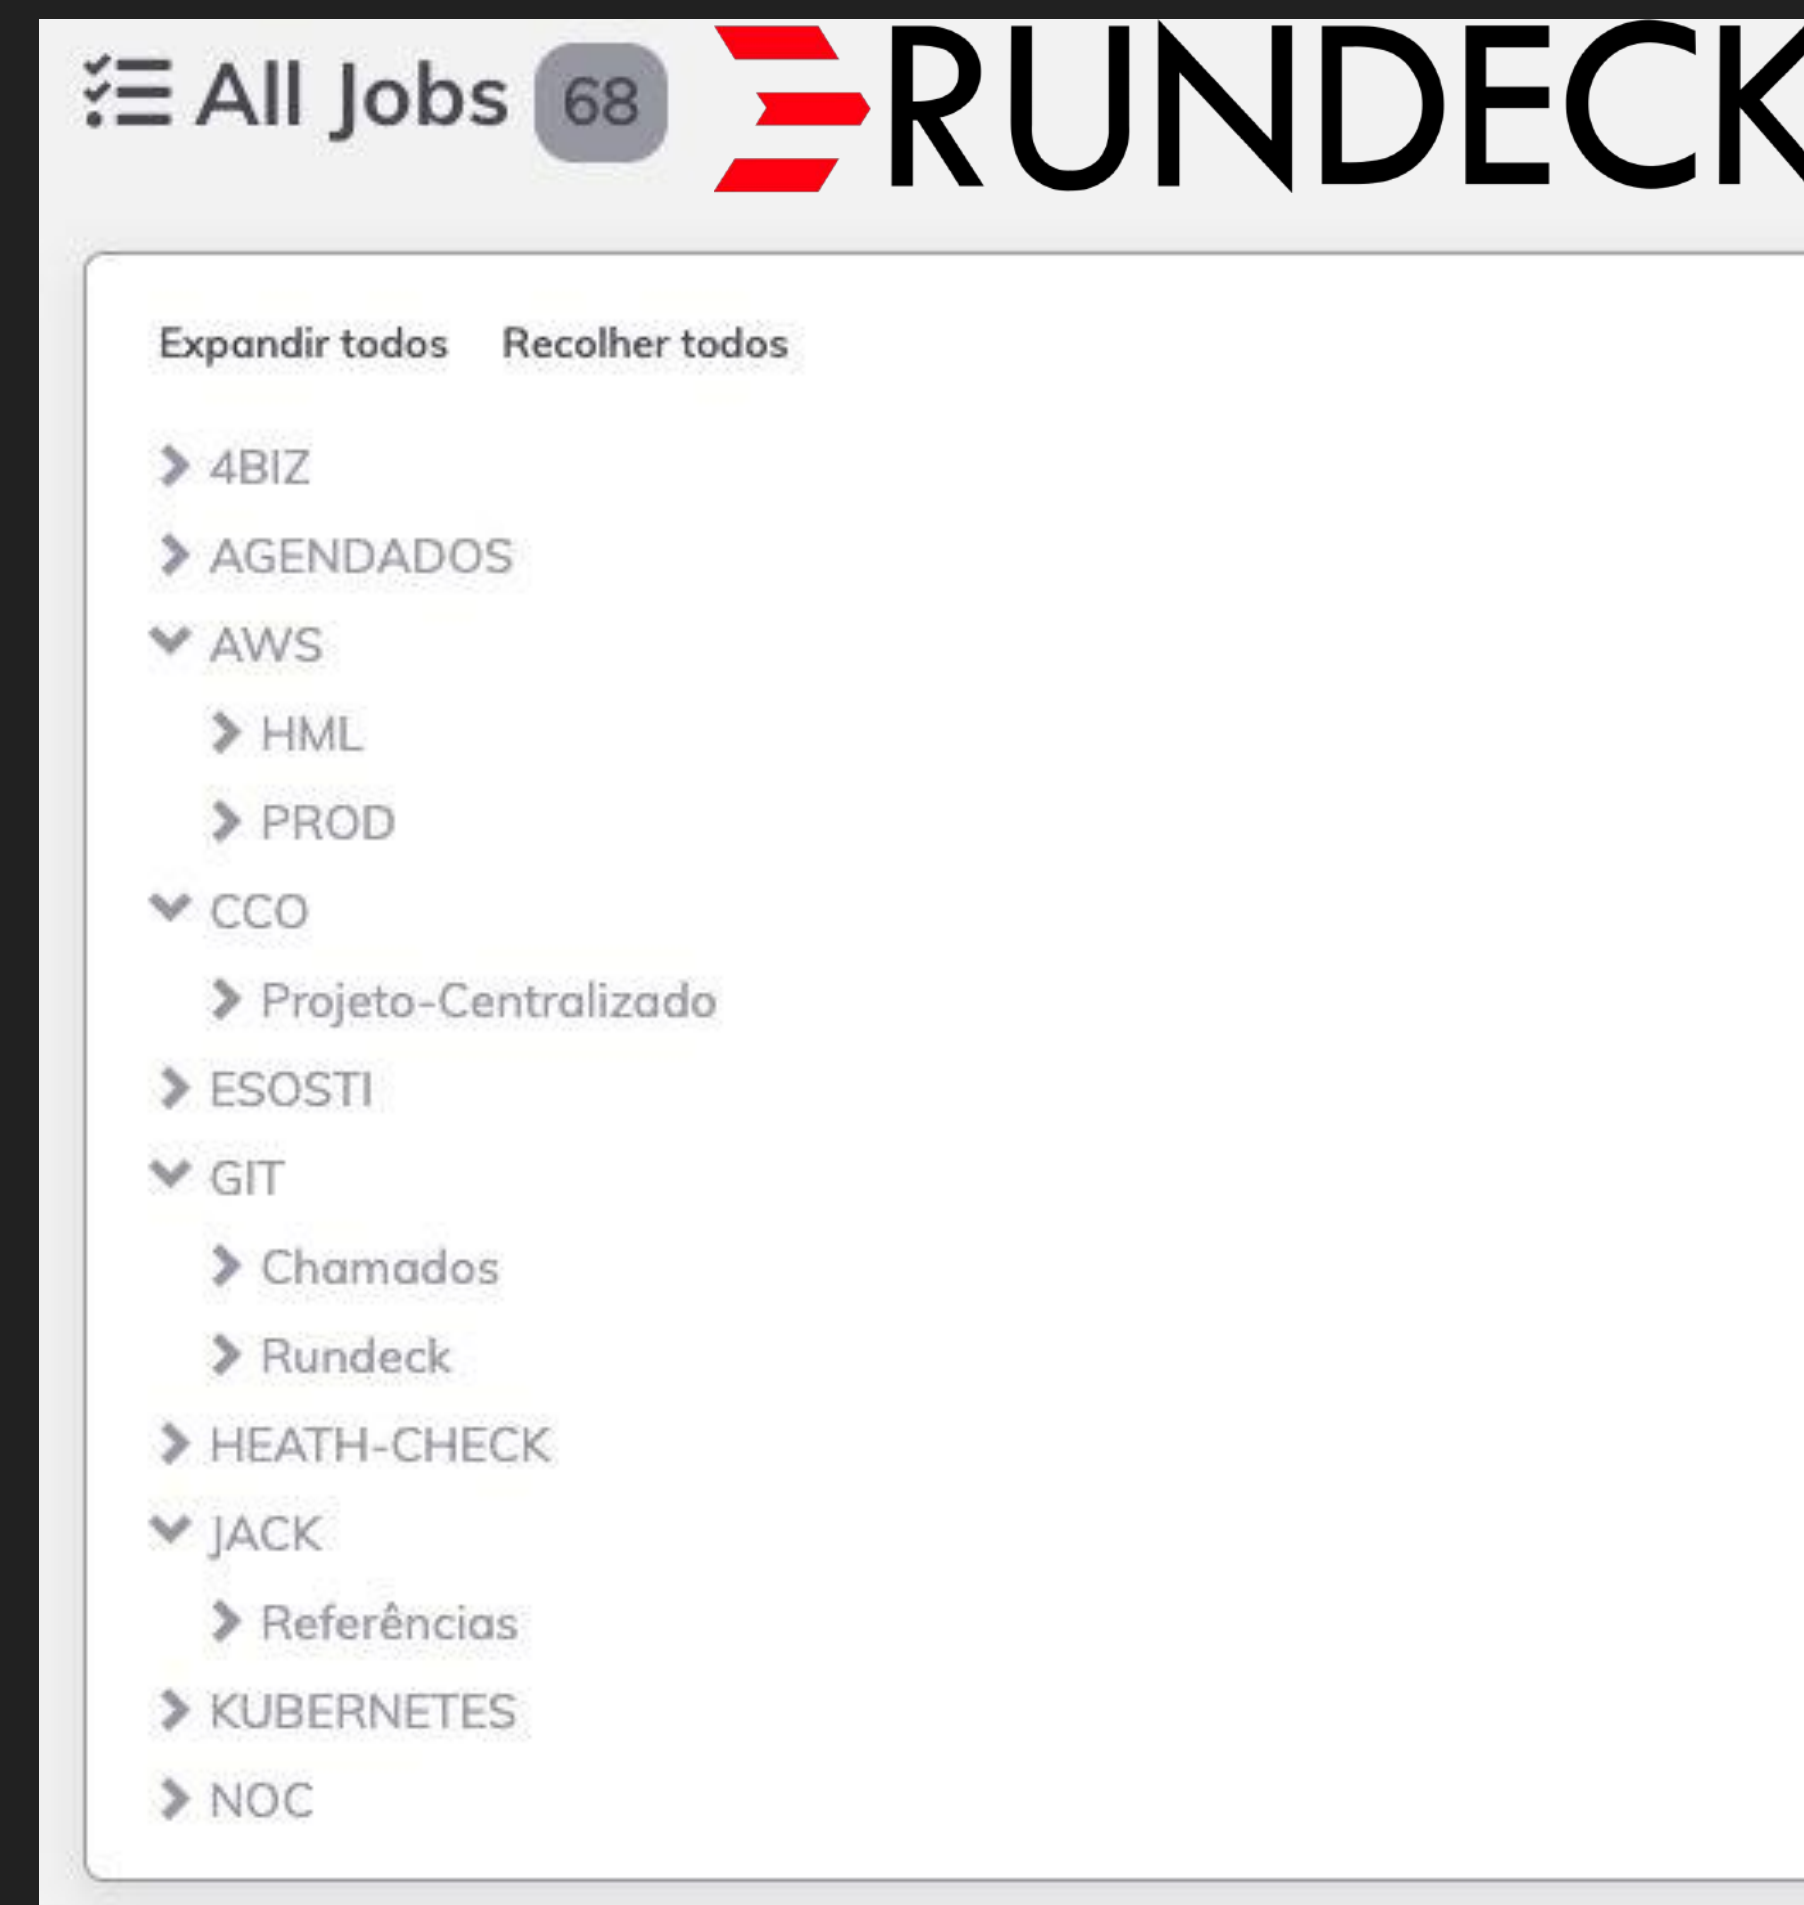 All Jobs 68 RUNDECK
Expandir todos Recolher todos
4BIZ
AGENDADOS
AWS
HML
PROD
CCO
Projeto-Centralizado
ESOSTI
GIT
Chamados
Rundeck
HEATH-CHECK
JACK
Referências
KUBERNETES
NOC